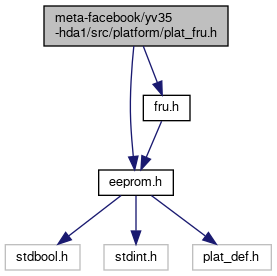 meta-facebook/yv35
-hda1/src/platform/plat_fru.h
fru.h
eeprom.h
stdbool.h
stdint.h
plat_def.h